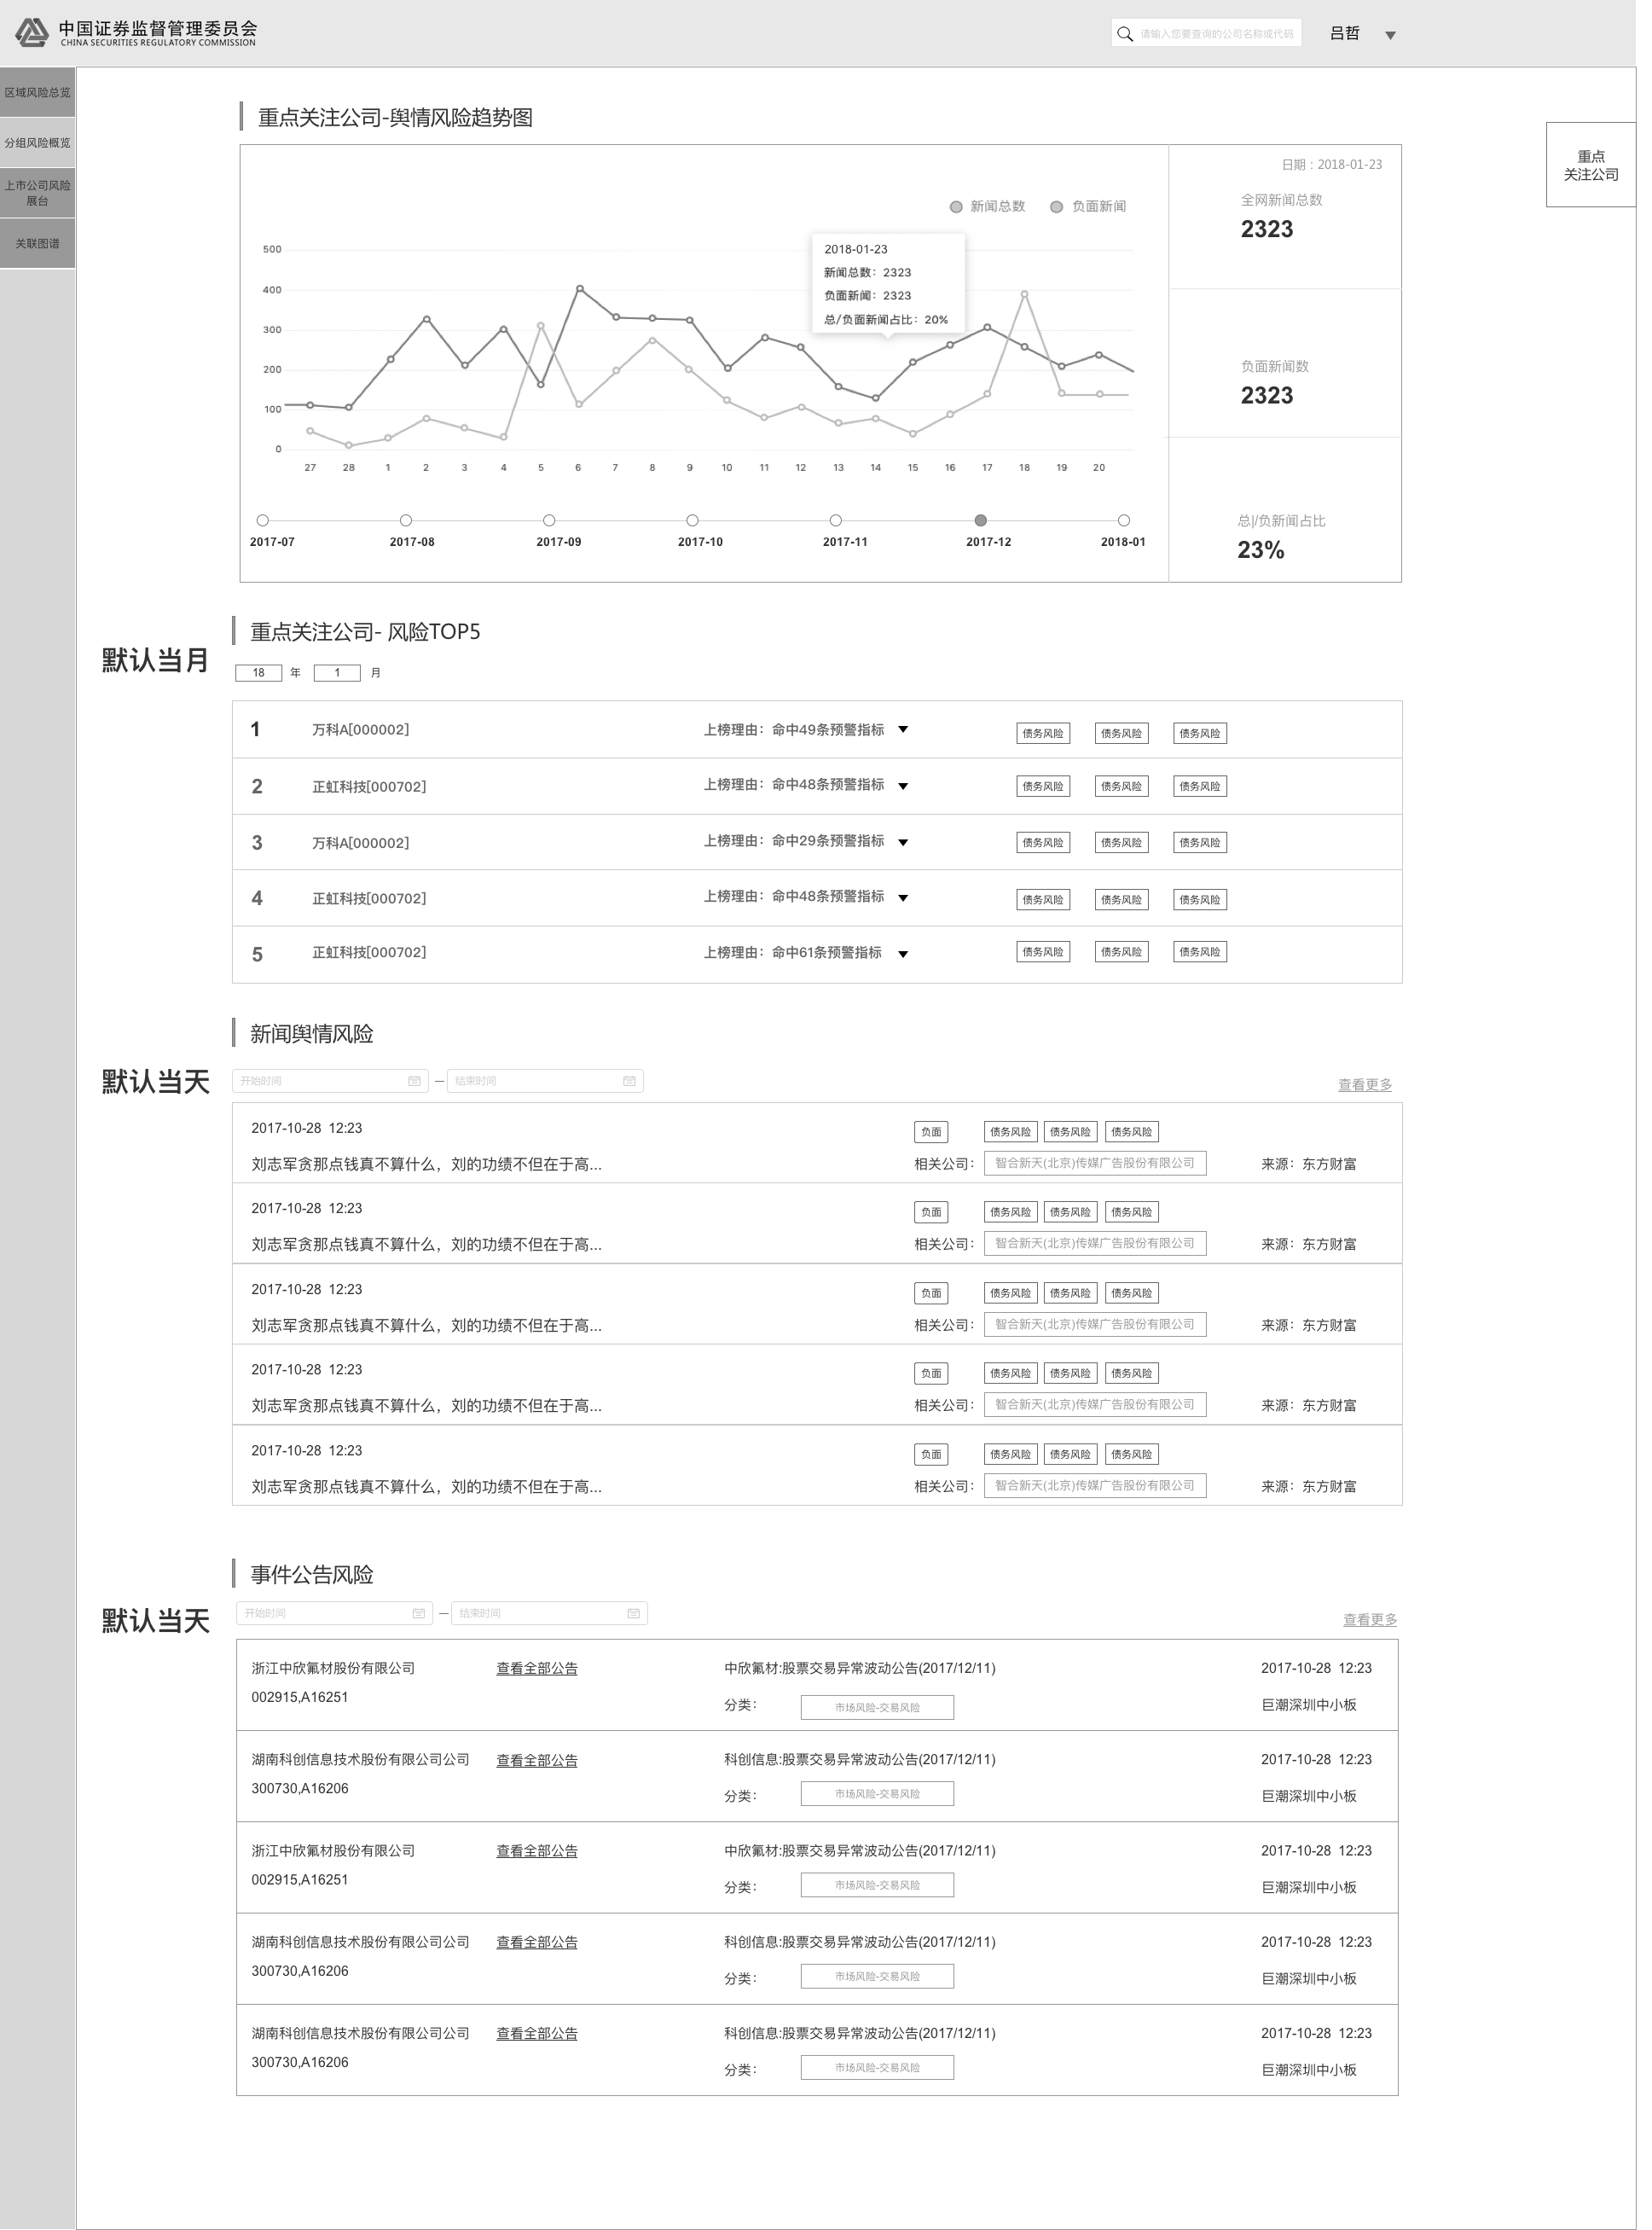 中国证券监督管理委员会
CHINA SECURITIES REGULATORY COMMISSION
请输入您要查询的公司名称或代码
吕哲
区域风险总览
分组风险概览
上市公司风险
展台
关联图谱
重点
关注公司
重点关注公司-舆情风险趋势图
新闻总数 负面新闻
500
400
300
200
100
0
2018-01-23
新闻总数：2323
负面新闻：2323
总/负面新闻占比：20%
27 28 1 2 3 4 5 6 7 8 9 10 11 12 13 14 15 16 17 18 19 20
2017-07 2017-08 2017-09 2017-10 2017-11 2017-12 2018-01
日期：2018-01-23
全网新闻总数
2323
负面新闻数
2323
总|/负新闻占比
23%
重点关注公司- 风险TOP5
默认当月
18 年 1 月
1 万科A[000002] 上榜理由：命中49条预警指标 债务风险 债务风险 债务风险
2 正虹科技[000702] 上榜理由：命中48条预警指标 债务风险 债务风险 债务风险
3 万科A[000002] 上榜理由：命中29条预警指标 债务风险 债务风险 债务风险
4 正虹科技[000702] 上榜理由：命中48条预警指标 债务风险 债务风险 债务风险
5 正虹科技[000702] 上榜理由：命中61条预警指标 债务风险 债务风险 债务风险
新闻舆情风险
默认当天
开始时间 — 结束时间 查看更多
2017-10-28 12:23 负面 债务风险 债务风险 债务风险
刘志军贪那点钱真不算什么，刘的功绩不但在于高... 相关公司： 智合新天(北京)传媒广告股份有限公司 来源：东方财富
2017-10-28 12:23 负面 债务风险 债务风险 债务风险
刘志军贪那点钱真不算什么，刘的功绩不但在于高... 相关公司： 智合新天(北京)传媒广告股份有限公司 来源：东方财富
2017-10-28 12:23 负面 债务风险 债务风险 债务风险
刘志军贪那点钱真不算什么，刘的功绩不但在于高... 相关公司： 智合新天(北京)传媒广告股份有限公司 来源：东方财富
2017-10-28 12:23 负面 债务风险 债务风险 债务风险
刘志军贪那点钱真不算什么，刘的功绩不但在于高... 相关公司： 智合新天(北京)传媒广告股份有限公司 来源：东方财富
2017-10-28 12:23 负面 债务风险 债务风险 债务风险
刘志军贪那点钱真不算什么，刘的功绩不但在于高... 相关公司： 智合新天(北京)传媒广告股份有限公司 来源：东方财富
事件公告风险
默认当天
开始时间 — 结束时间 查看更多
浙江中欣氟材股份有限公司 查看全部公告 中欣氟材:股票交易异常波动公告(2017/12/11) 2017-10-28 12:23
002915,A16251 分类： 市场风险-交易风险 巨潮深圳中小板
湖南科创信息技术股份有限公司公司 查看全部公告 科创信息:股票交易异常波动公告(2017/12/11) 2017-10-28 12:23
300730,A16206 分类： 市场风险-交易风险 巨潮深圳中小板
浙江中欣氟材股份有限公司 查看全部公告 中欣氟材:股票交易异常波动公告(2017/12/11) 2017-10-28 12:23
002915,A16251 分类： 市场风险-交易风险 巨潮深圳中小板
湖南科创信息技术股份有限公司公司 查看全部公告 科创信息:股票交易异常波动公告(2017/12/11) 2017-10-28 12:23
300730,A16206 分类： 市场风险-交易风险 巨潮深圳中小板
湖南科创信息技术股份有限公司公司 查看全部公告 科创信息:股票交易异常波动公告(2017/12/11) 2017-10-28 12:23
300730,A16206 分类： 市场风险-交易风险 巨潮深圳中小板